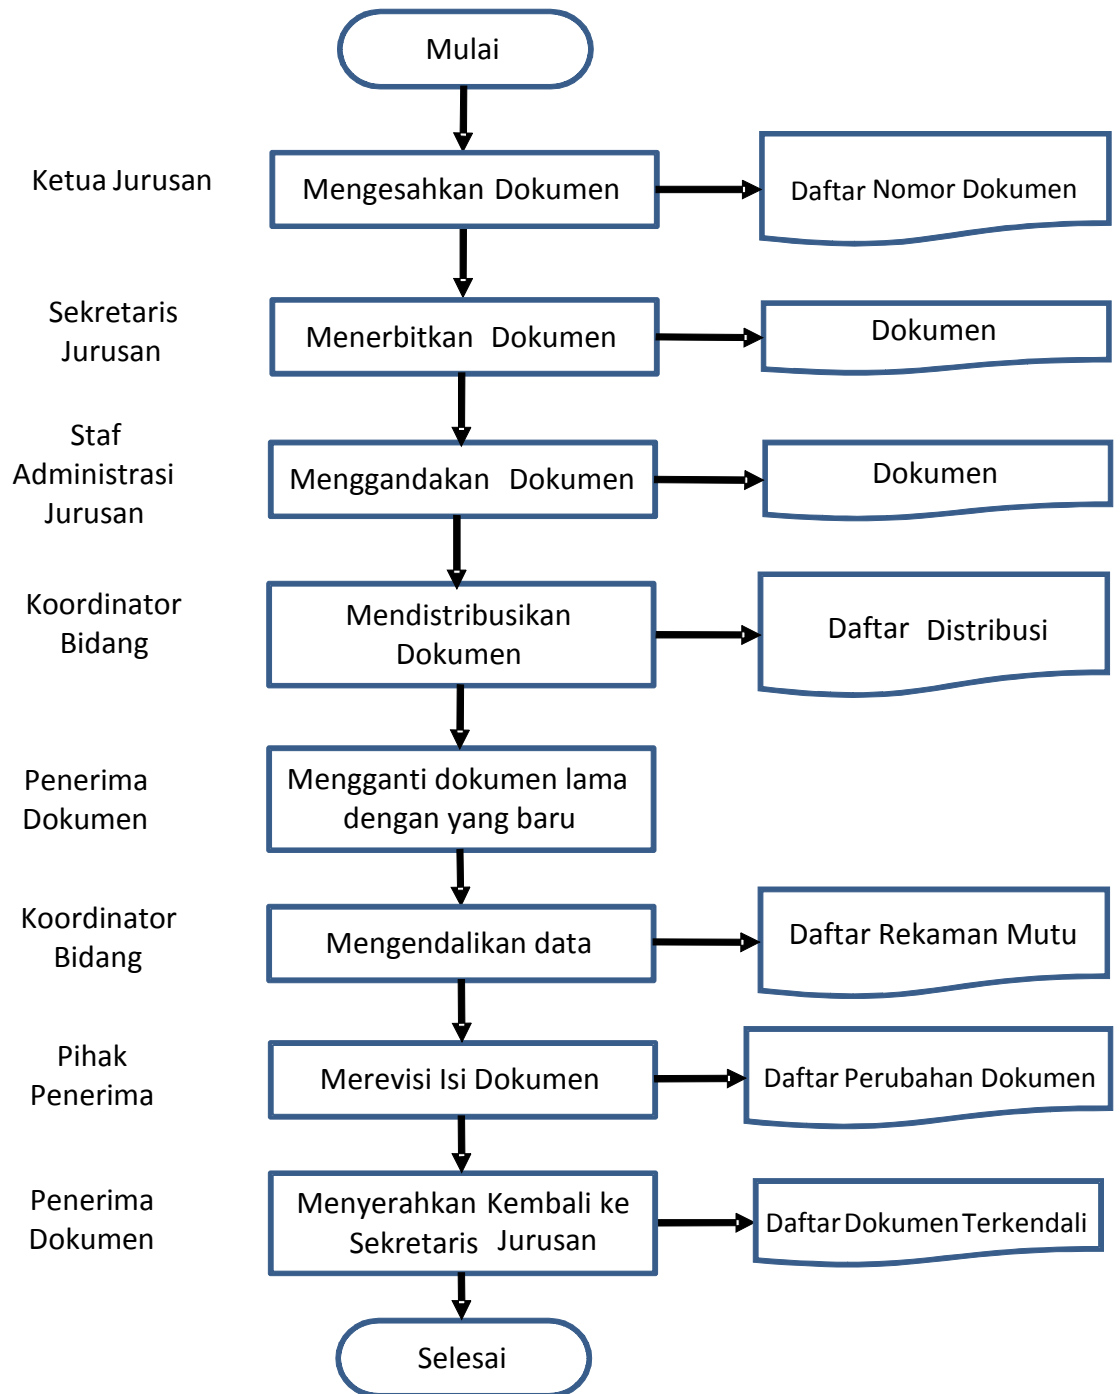 Mulai
Ketua Jurusan
Mengesahkan Dokumen
Daftar Nomor Dokumen
Sekretaris
Jurusan
Menerbitkan Dokumen
Dokumen
Staf
Administrasi
Jurusan
Menggandakan Dokumen
Dokumen
Koordinator
Bidang
Mendistribusikan
Dokumen
Daftar Distribusi
Penerima
Dokumen
Mengganti dokumen lama
dengan yang baru
Koordinator
Bidang
Mengendalikan data
Daftar Rekaman Mutu
Pihak
Penerima
Merevisi Isi Dokumen
Daftar Perubahan Dokumen
Penerima
Dokumen
Menyerahkan Kembali ke
Sekretaris Jurusan
Daftar Dokumen Terkendali
Selesai